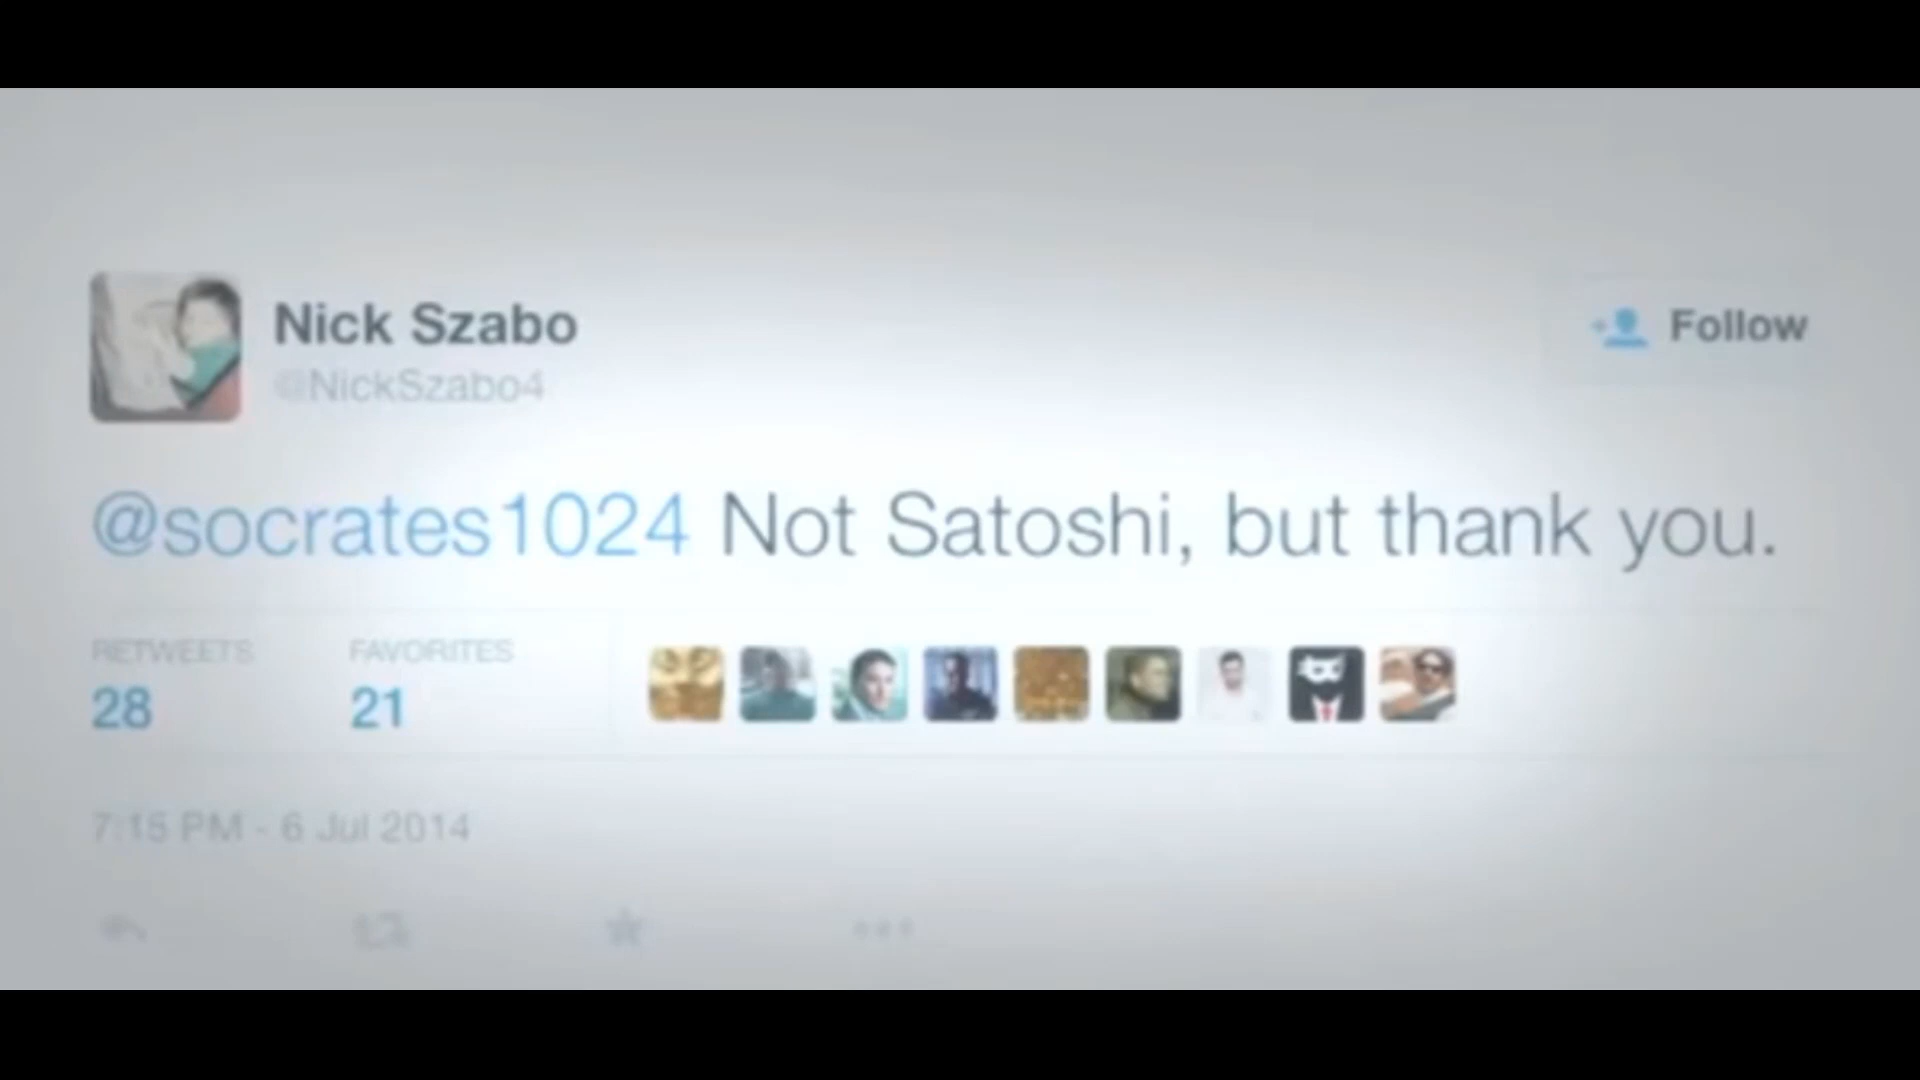 Nick Szabo
Follow
@NickSzabo4
@socrates1024 Not Satoshi, but thank you.
RETWEETS FAVORITES
28 21
7:15 PM - 6 Jul 2014